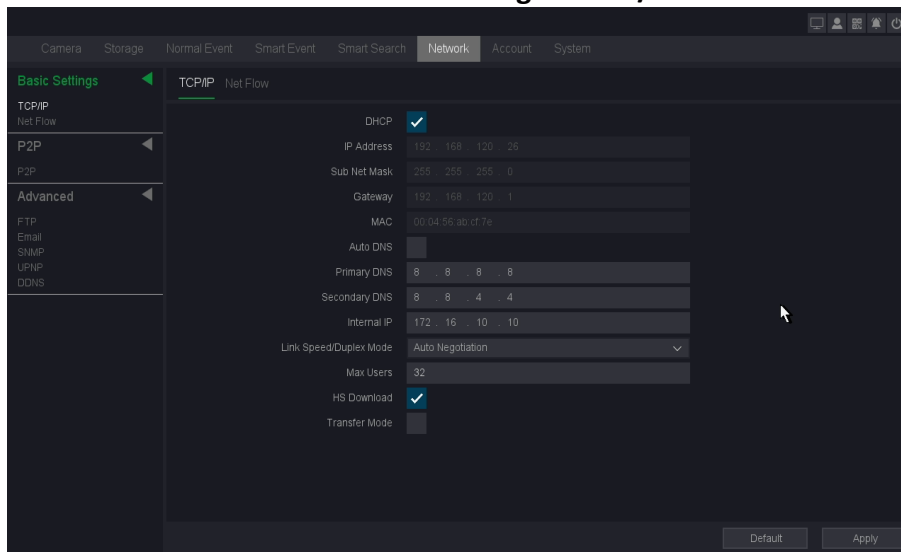 Camera Storage Normal Event Smart Event Smart Search Network Account System
Basic Settings
TCP/IP
Net Flow
P2P
P2P
Advanced
FTP
Email
SNMP
UPNP
DDNS
TCP/IP Net Flow
DHCP
IP Address 192 . 168 . 120 . 26
Sub Net Mask 255 . 255 . 255 . 0
Gateway 192 . 168 . 120 . 1
MAC 00:04:56:ab:cf:7e
Auto DNS
Primary DNS 8 . 8 . 8 . 8
Secondary DNS 8 . 8 . 4 . 4
Internal IP 172 . 16 . 10 . 10
Link Speed/Duplex Mode Auto Negotiation
Max Users 32
HS Download
Transfer Mode
Default Apply